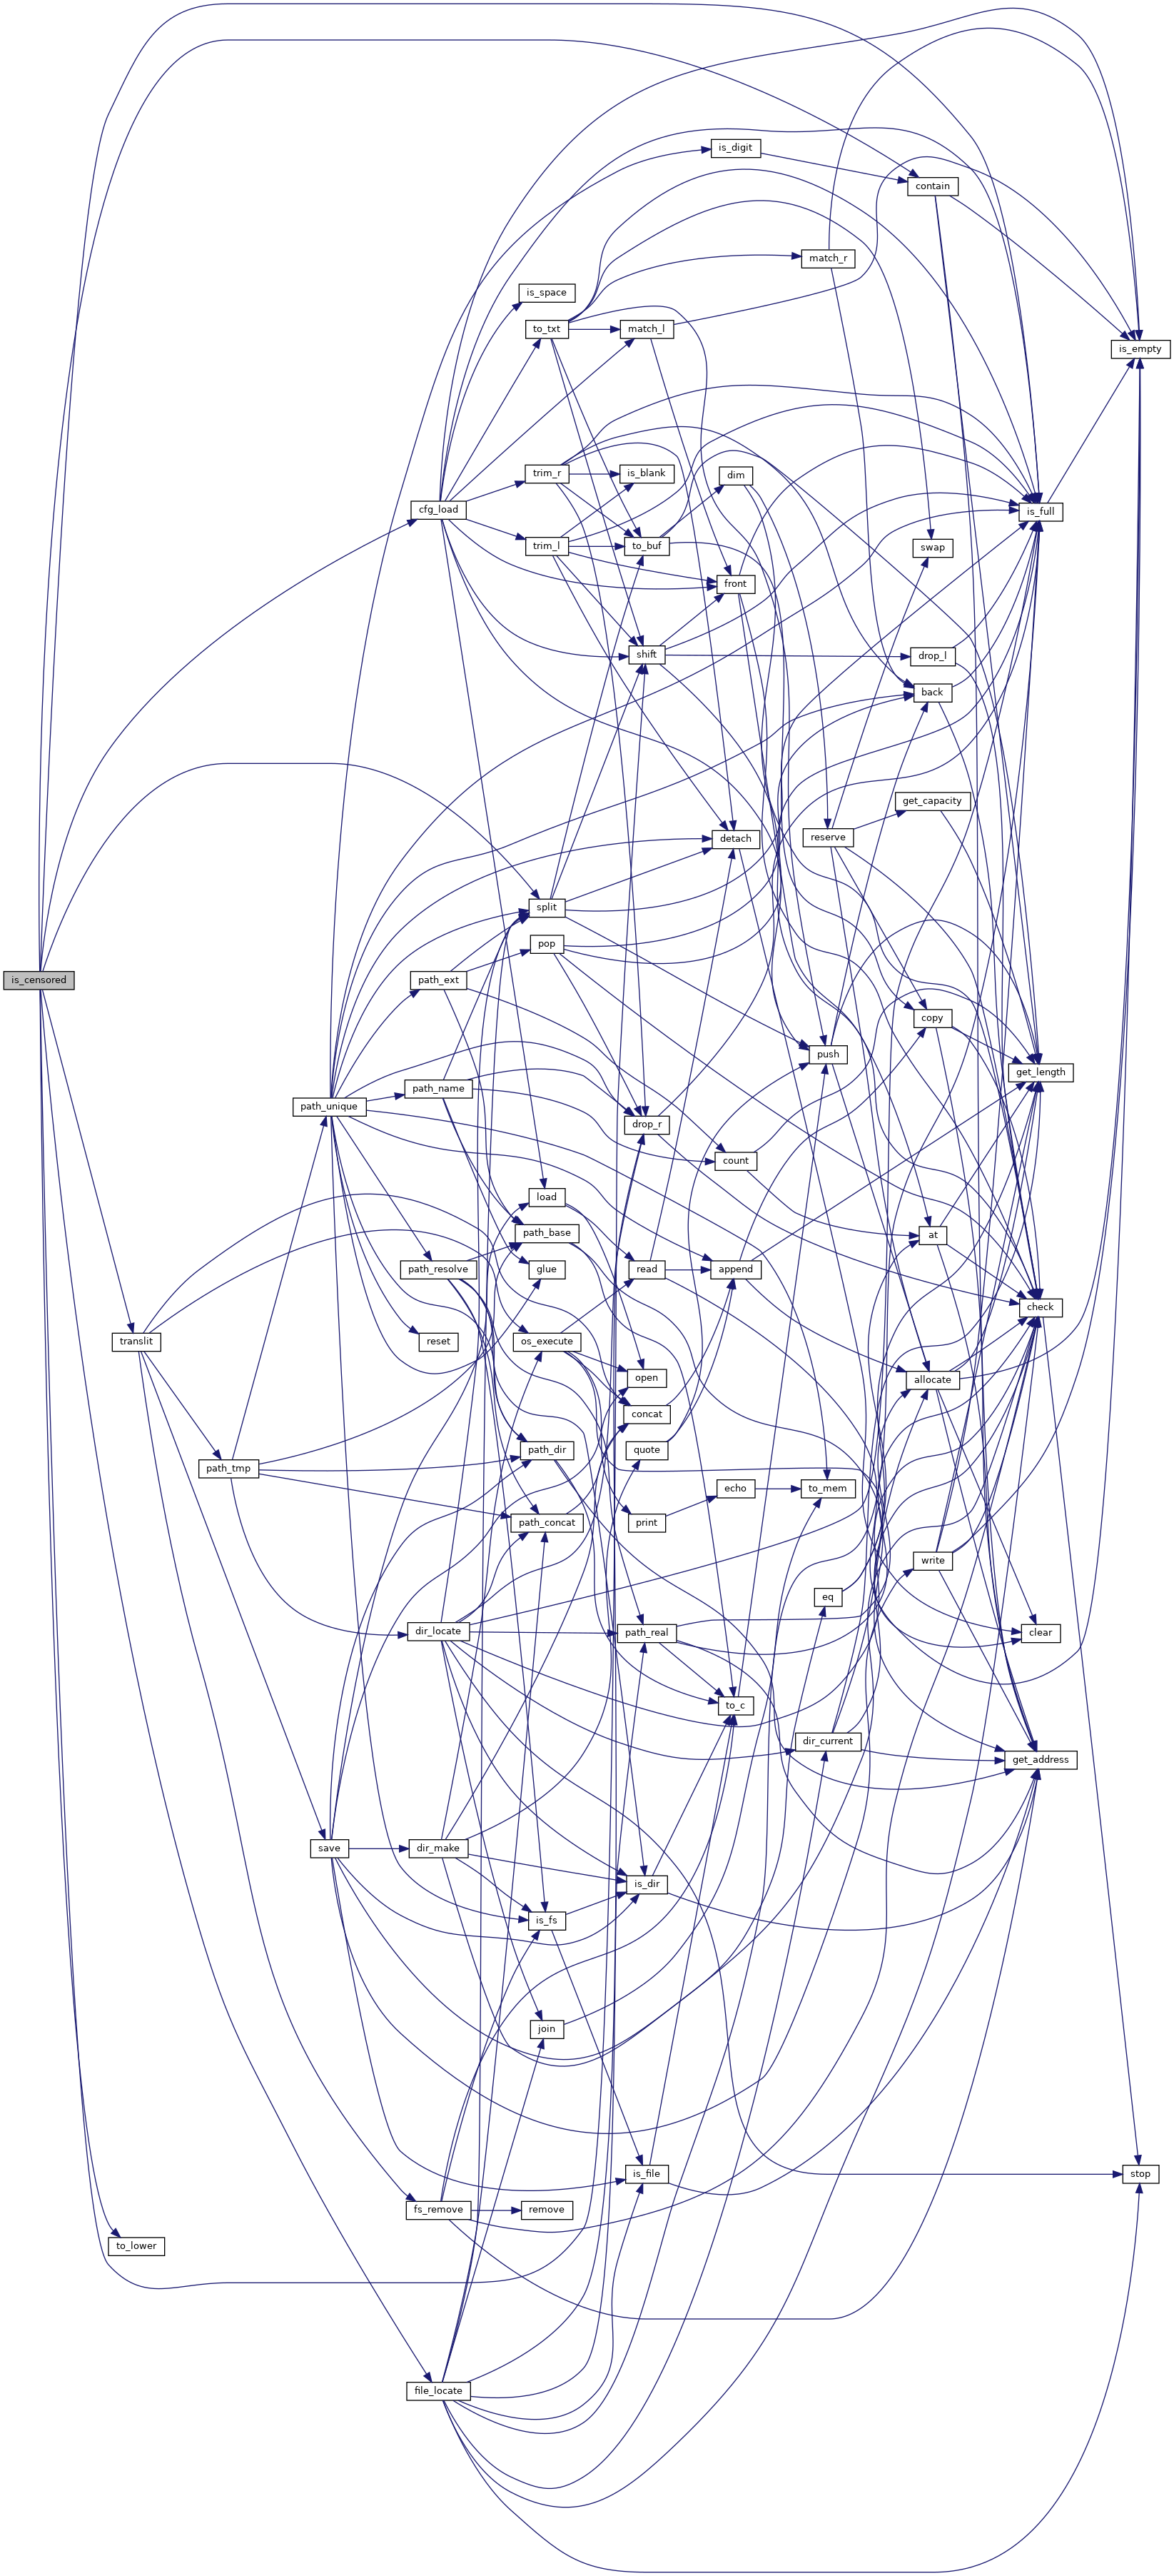 is_digit
contain
match_r
is_space
to_txt
match_l
is_empty
trim_r
is_blank
dim
cfg_load
is_full
trim_l
to_buf
swap
front
shift
drop_l
back
get_capacity
detach
reserve
split
pop
is_censored
path_ext
copy
push
get_length
path_name
path_unique
drop_r
count
load
path_base
at
path_resolve
glue
read
append
check
translit
reset
os_execute
open
allocate
concat
path_dir
quote
path_tmp
echo
to_mem
path_concat
print
write
eq
dir_locate
path_real
clear
to_c
dir_current
get_address
save
dir_make
is_dir
is_fs
join
is_file
stop
fs_remove
remove
to_lower
file_locate